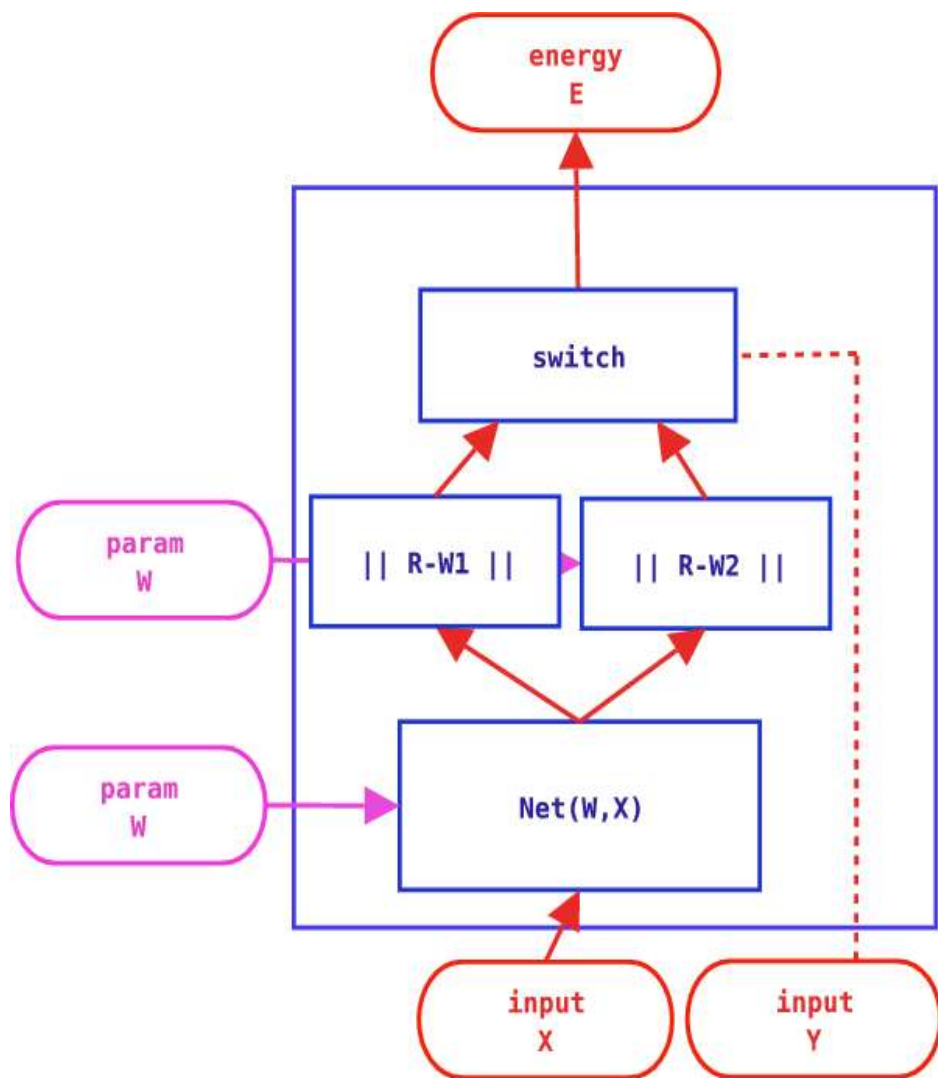 energy
E
switch
param
W
|| R-W1 ||
|| R-W2 ||
param
W
Net(W,X)
input
X
input
Y